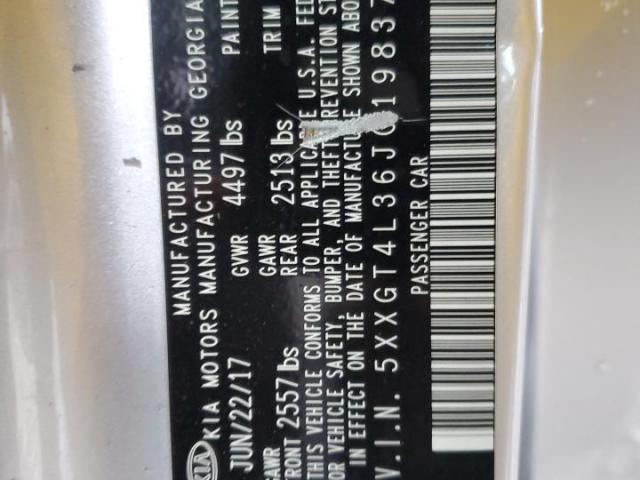 KIA
MANUFACTURED BY
KIA MOTORS MANUFACTURING GEORGIA
JUN/22/17 GVWR 4497 lbs PAINT
GAWR GAWR TRIM
FRONT 2557 lbs REAR 2513 lbs
THIS VEHICLE CONFORMS TO ALL APPLICABLE U.S.A. FED
OR VEHICLE SAFETY, BUMPER, AND THEFT PREVENTION ST
IN EFFECT ON THE DATE OF MANUFACTURE SHOWN ABO
V.I.N. 5XXGT4L36JG19837
PASSENGER CAR